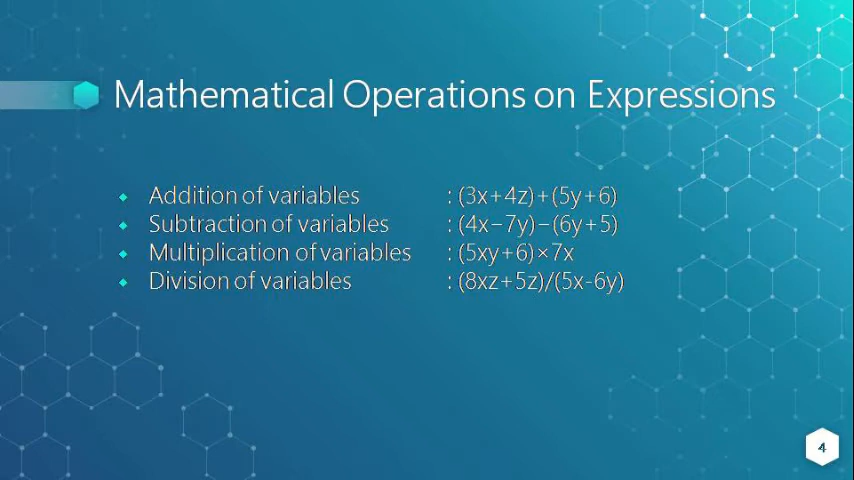 Mathematical Operations on Expressions
Addition of variables : (3x+4z)+(5y+6)
Subtraction of variables : (4x−7y)−(6y+5)
Multiplication of variables : (5xy+6)×7x
Division of variables : (8xz+5z)/(5x-6y)
4